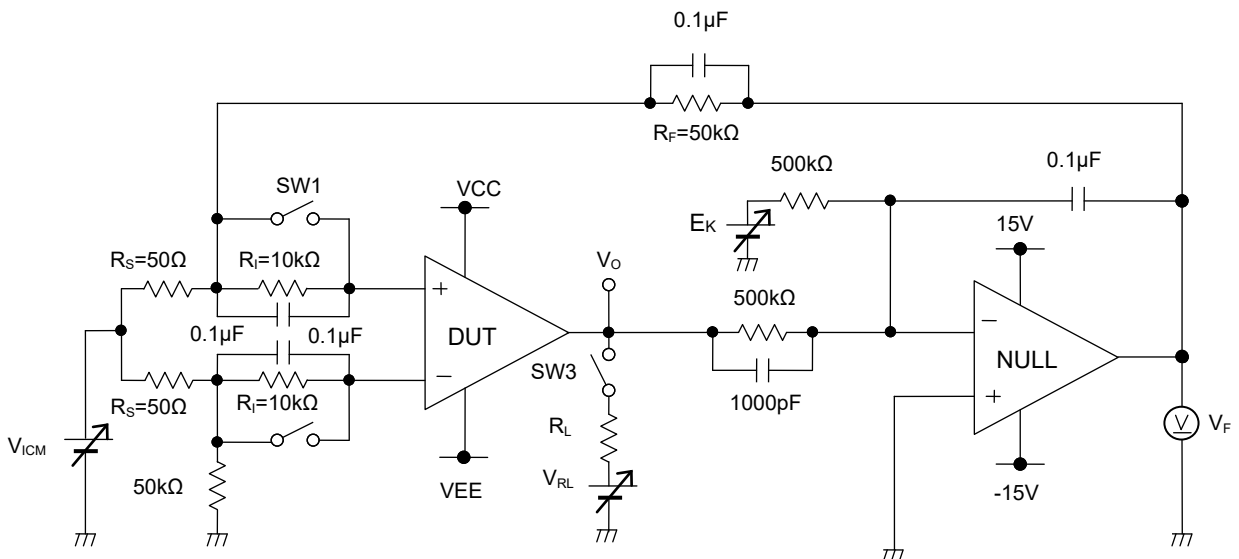 0.1µF
RF=50kΩ
500kΩ
0.1µF
SW1
VCC
EK
15V
RS=50Ω
RI=10kΩ
VO
500kΩ
+
0.1µF
0.1µF
DUT
−
NULL
−
SW3
+
RS=50Ω
RI=10kΩ
1000pF
RL
V
VF
VICM
50kΩ
VEE
VRL
-15V